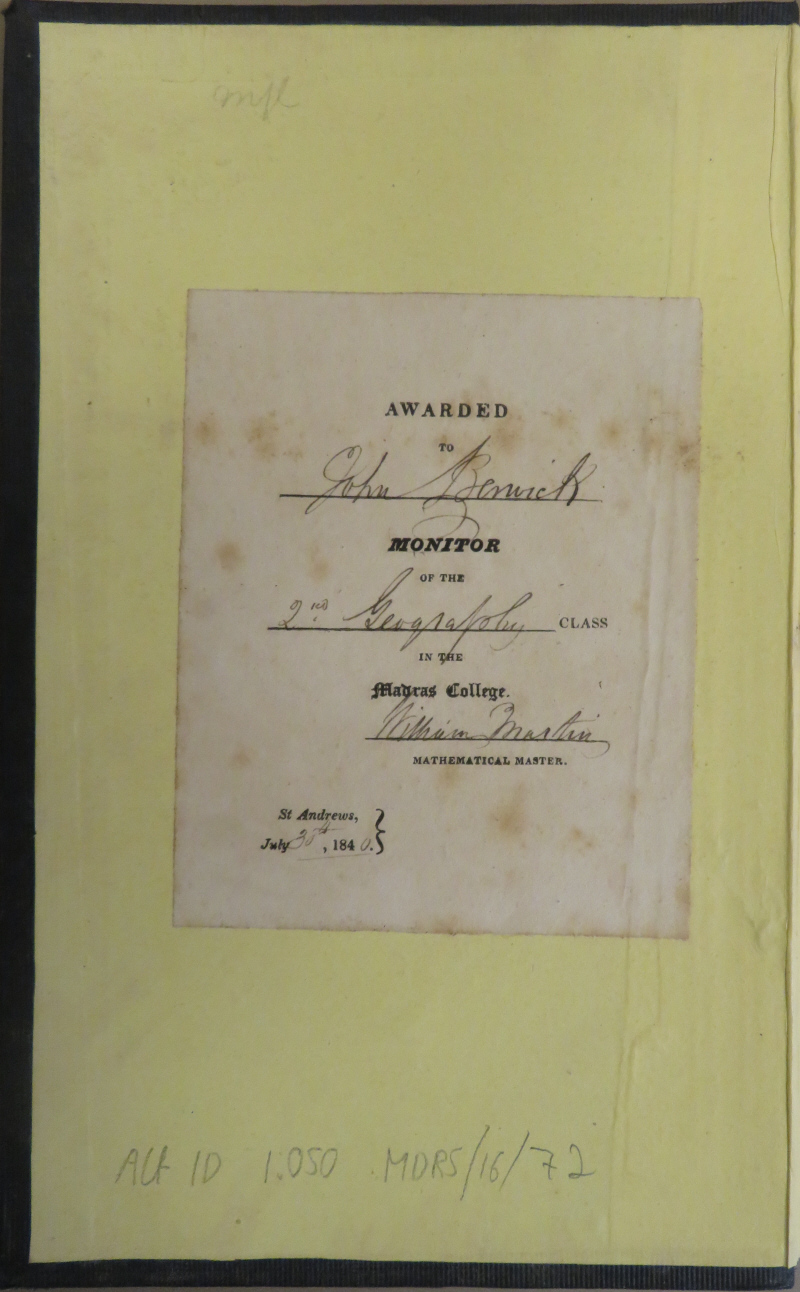 AWARDED
TO
John Berwick
MONITOR
OF THE
2nd Geography CLASS
IN THE
Madras College.
William Martin
MATHEMATICAL MASTER.
St Andrews,
July 30th, 1840.
Alt ID 1.050 MDRS/16/72